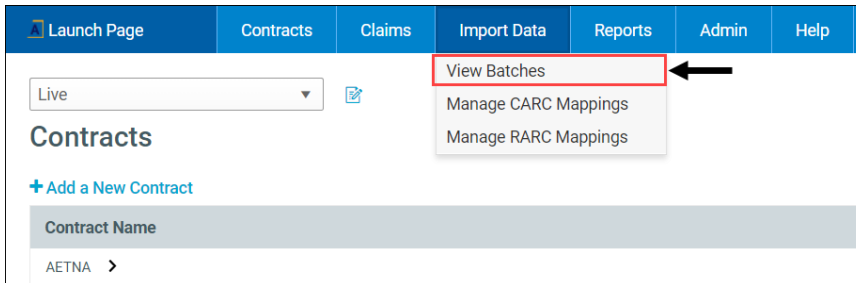 Launch Page Contracts Claims Import Data Reports Admin Help
View Batches
Live
Manage CARC Mappings
Manage RARC Mappings
Contracts
Add a New Contract
Contract Name
AETNA